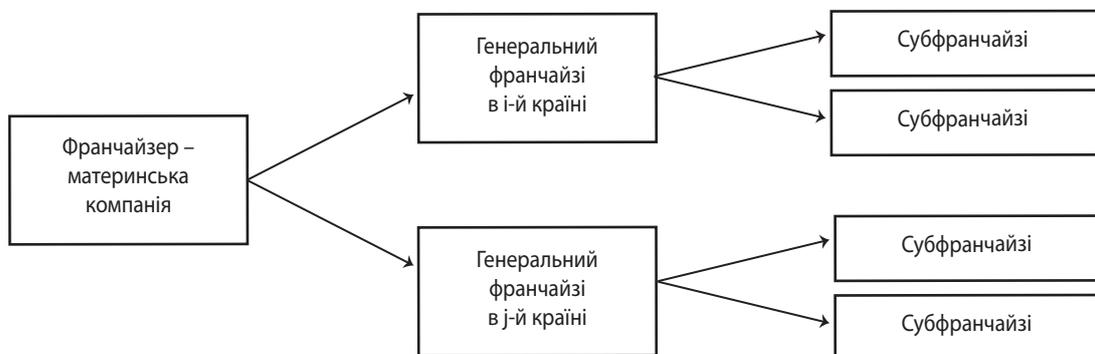 Франчайзер –
материнська
компанія
Генеральний
франчайзі
в і-й країні
Субфранчайзі
Субфранчайзі
Генеральний
франчайзі
в j-й країні
Субфранчайзі
Субфранчайзі